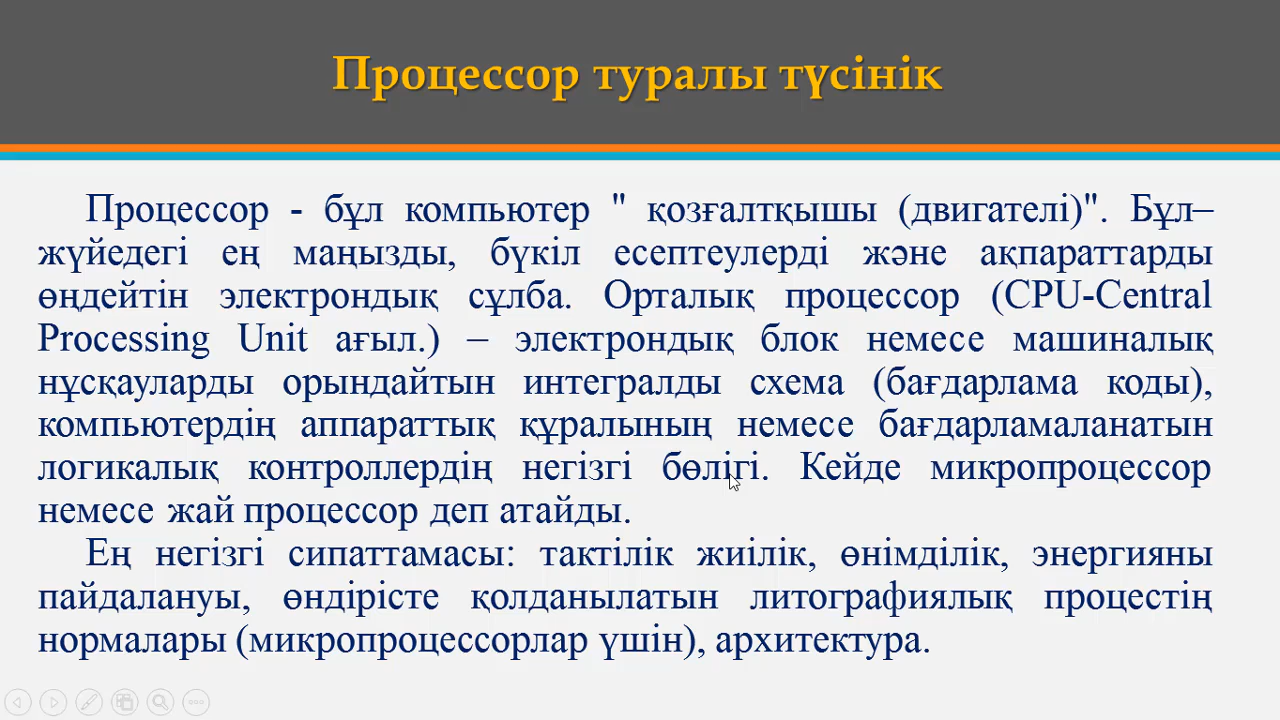 Процессор туралы түсінік
Процессор - бұл компьютер " қозғалтқышы (двигателі)". Бұл–
жүйедегі ең маңызды, бүкіл есептеулерді және ақпараттарды
өңдейтін электрондық сұлба. Орталық процессор (CPU-Central
Processing Unit ағыл.) – электрондық блок немесе машиналық
нұсқауларды орындайтын интегралды схема (бағдарлама коды),
компьютердің аппараттық құралының немесе бағдарламаланатын
логикалық контроллердің негізгі бөлігі. Кейде микропроцессор
немесе жай процессор деп атайды.
Ең негізгі сипаттамасы: тактілік жиілік, өнімділік, энергияны
пайдалануы, өндірісте қолданылатын литографиялық процестің
нормалары (микропроцессорлар үшін), архитектура.